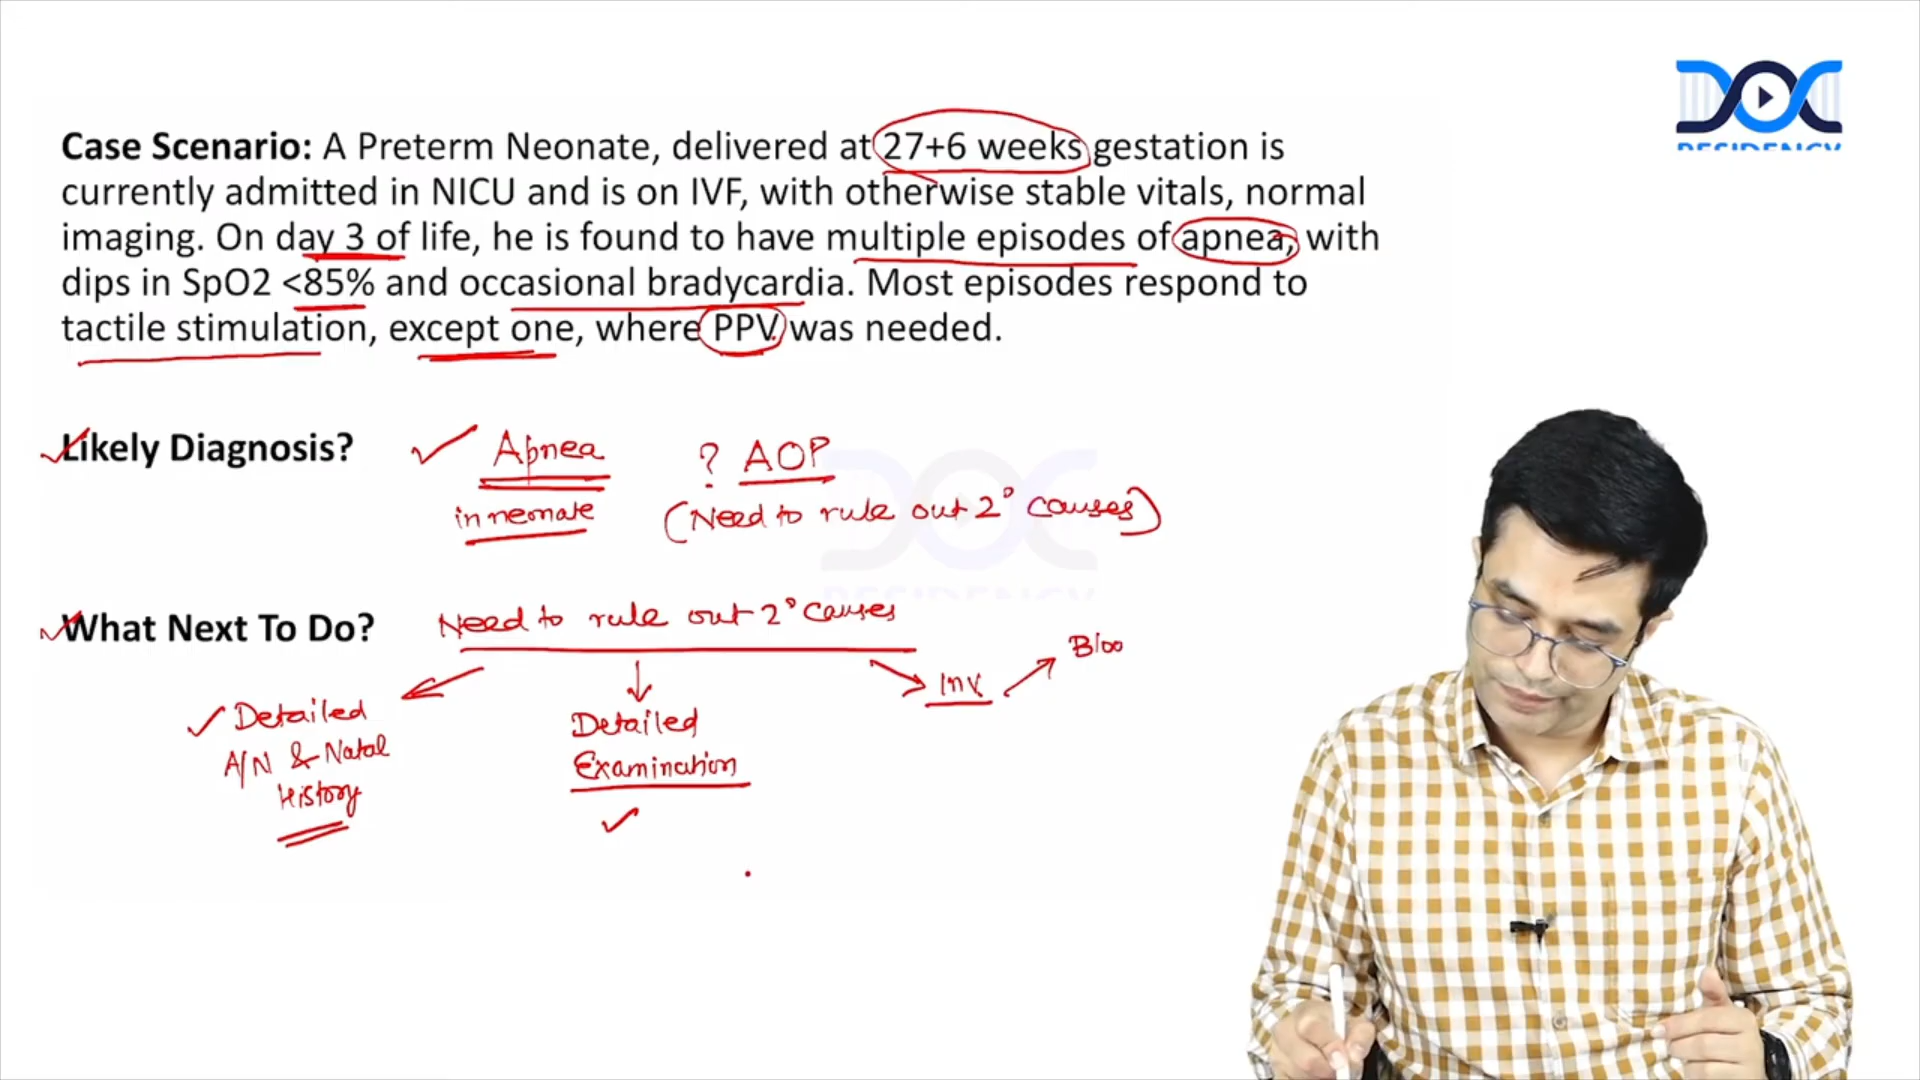 Case Scenario: A Preterm Neonate, delivered at 27+6 weeks gestation is
currently admitted in NICU and is on IVF, with otherwise stable vitals, normal
imaging. On day 3 of life, he is found to have multiple episodes of apnea, with
dips in SpO2 <85% and occasional bradycardia. Most episodes respond to
tactile stimulation, except one, where PPV was needed.
DOC
RESIDENCY
Likely Diagnosis?
Apnea
in neonate
? AOP
(Need to rule out 2° causes)
DOC
RESIDENCY
What Next To Do?
Need to rule out 2° causes
Detailed
A/N & Natal
History
Detailed
Examination
Inv
Bloo